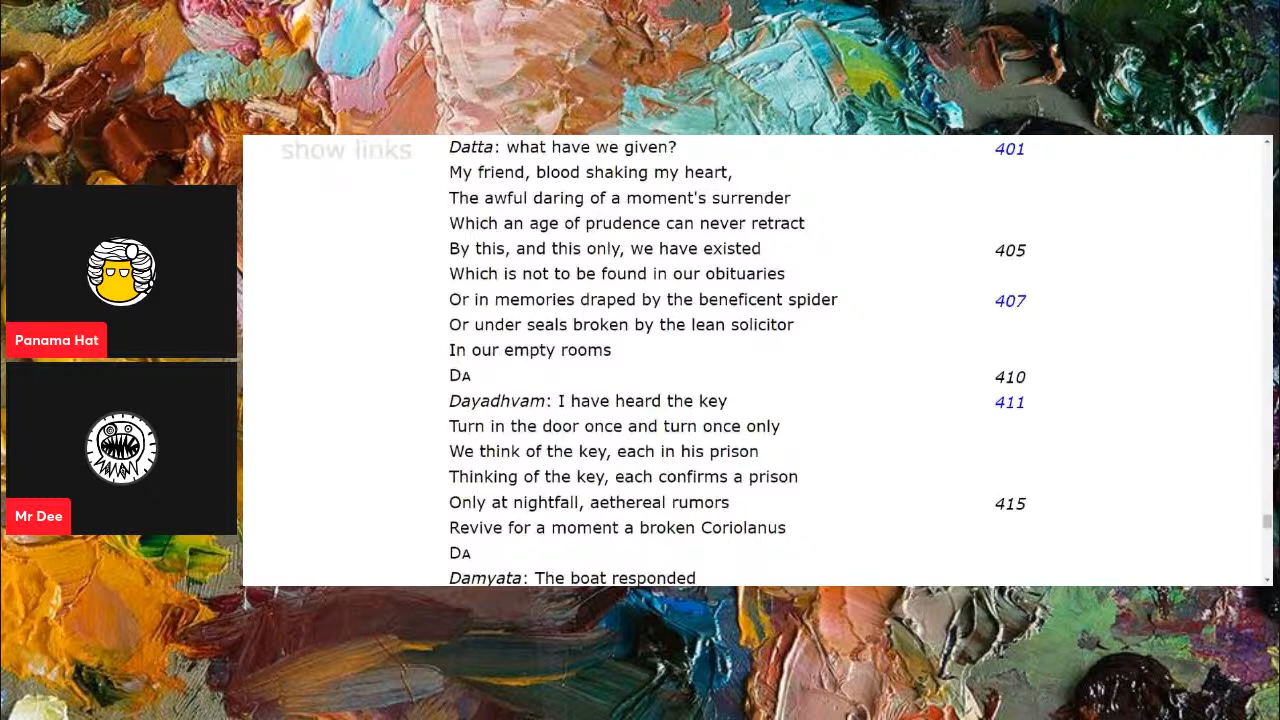 show links
Datta: what have we given? 401
My friend, blood shaking my heart,
The awful daring of a moment's surrender
Which an age of prudence can never retract
By this, and this only, we have existed 405
Which is not to be found in our obituaries
Or in memories draped by the beneficent spider 407
Or under seals broken by the lean solicitor
In our empty rooms
DA 410
Dayadhvam: I have heard the key 411
Turn in the door once and turn once only
We think of the key, each in his prison
Thinking of the key, each confirms a prison
Only at nightfall, aethereal rumors 415
Revive for a moment a broken Coriolanus
DA
Damyata: The boat responded
Panama Hat
Mr Dee